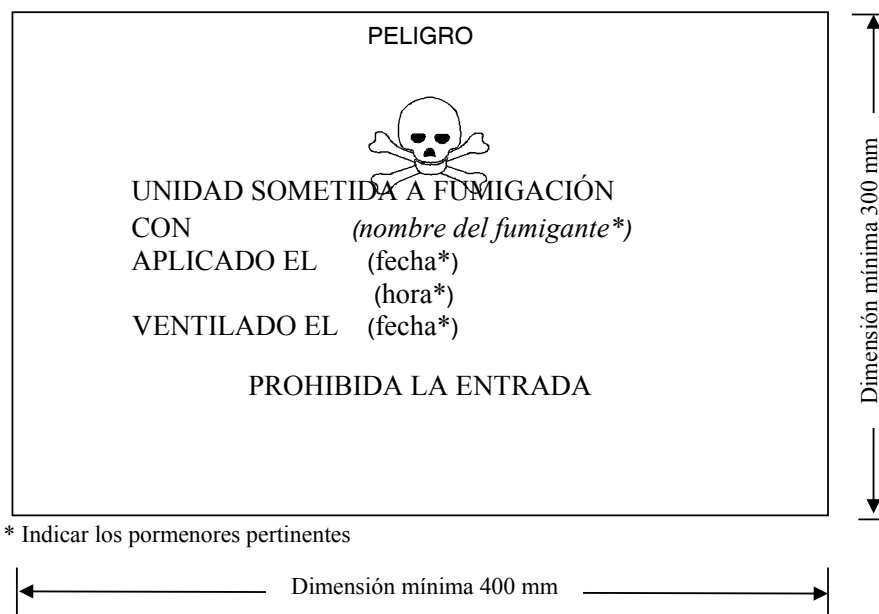 PELIGRO
UNIDAD SOMETIDA A FUMIGACIÓN
CON (nombre del fumigante*)
APLICADO EL (fecha*)
(hora*)
VENTILADO EL (fecha*)
PROHIBIDA LA ENTRADA
Dimensión mínima 300 mm
* Indicar los pormenores pertinentes
Dimensión mínima 400 mm